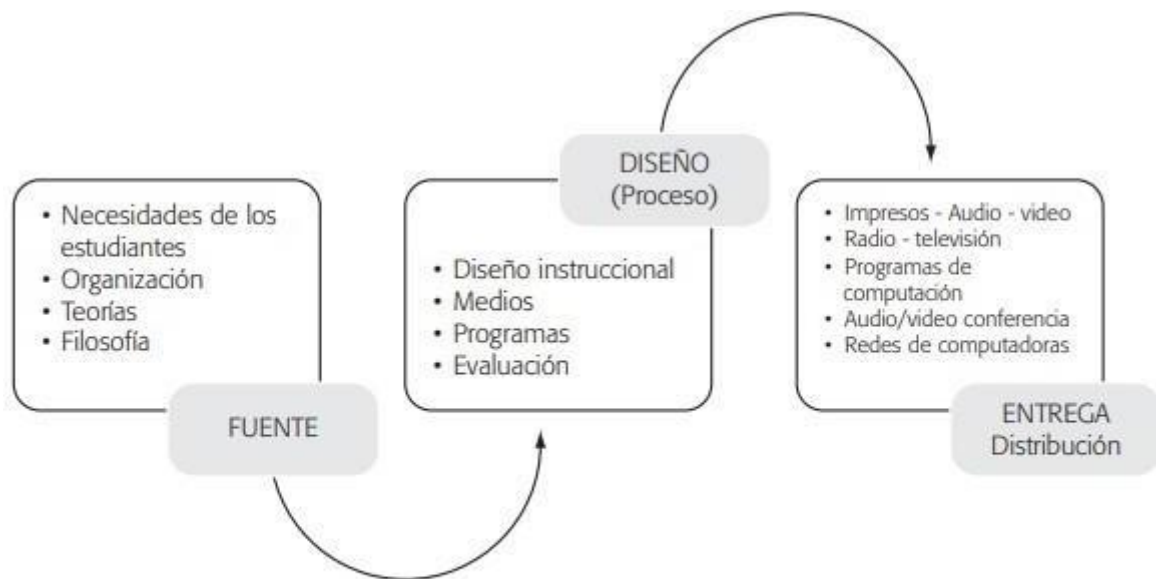 • Necesidades de los
estudiantes
• Organización
• Teorías
• Filosofía
FUENTE
DISEÑO
(Proceso)
• Diseño instruccional
• Medios
• Programas
• Evaluación
• Impresos - Audio - video
• Radio - televisión
• Programas de
computación
• Audio/video conferencia
• Redes de computadoras
ENTREGA
Distribución